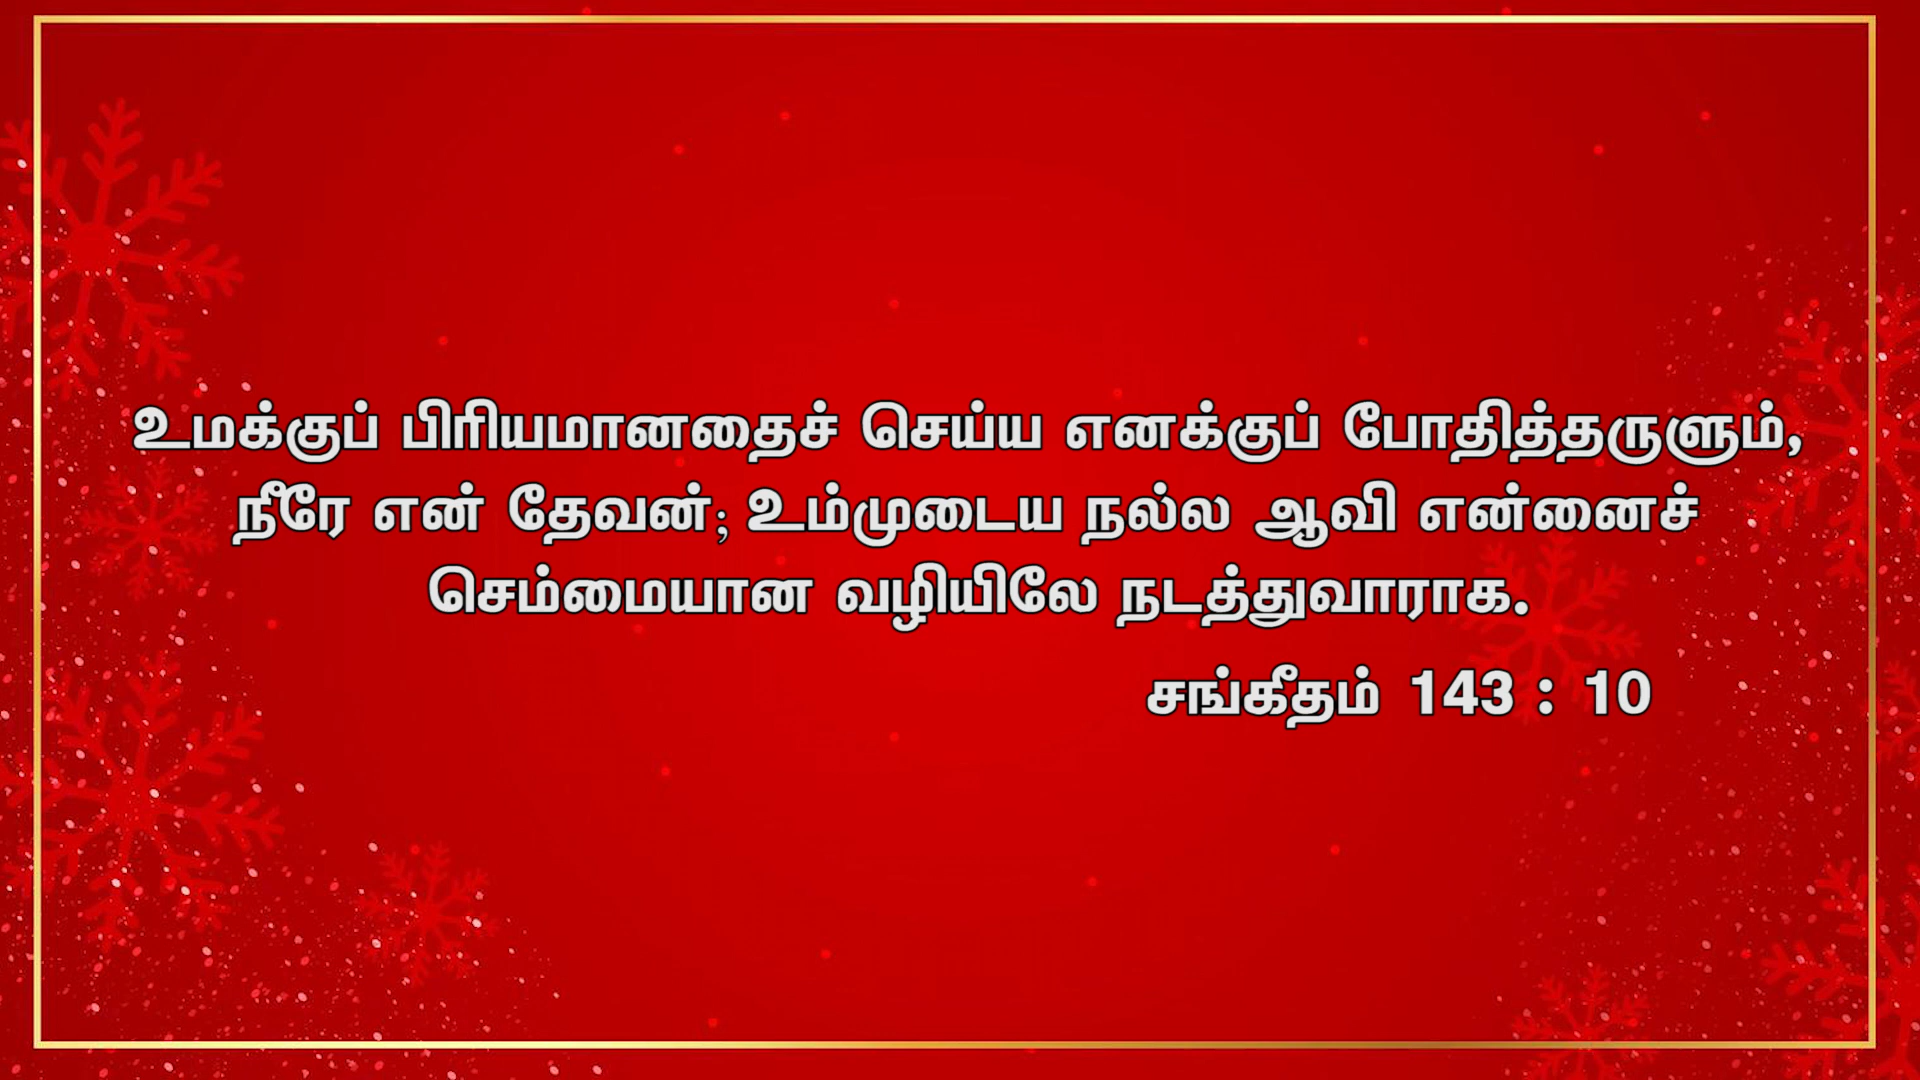 உமக்குப் பிரியமானதைச் செய்ய எனக்குப் போதித்தருளும்,
நீரே என் தேவன்; உம்முடைய நல்ல ஆவி என்னைச்
செம்மையான வழியிலே நடத்துவாராக.
சங்கீதம் 143 : 10